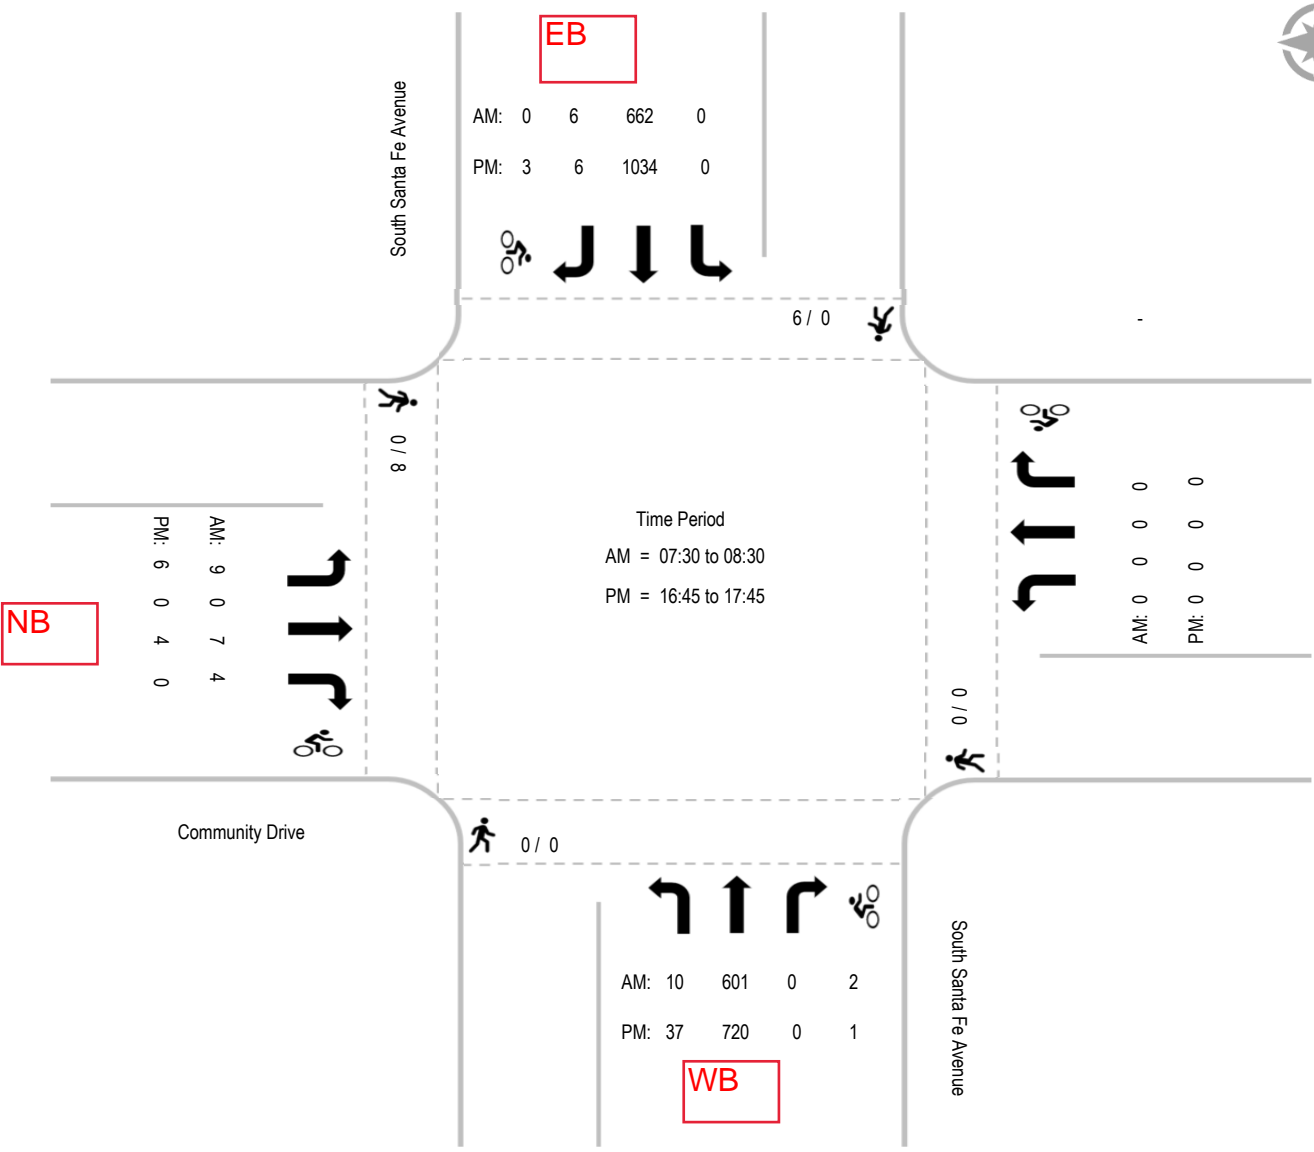 EB
South Santa Fe Avenue
AM: 0 6 662 0
PM: 3 6 1034 0
6 / 0
-
0 / 8
Time Period
AM = 07:30 to 08:30
PM = 16:45 to 17:45
AM: 0 0 0 0
PM: 0 0 0 0
NB
AM: 9 0 7 4
PM: 6 0 4 0
0 / 0
Community Drive
0 / 0
AM: 10 601 0 2
PM: 37 720 0 1
South Santa Fe Avenue
WB